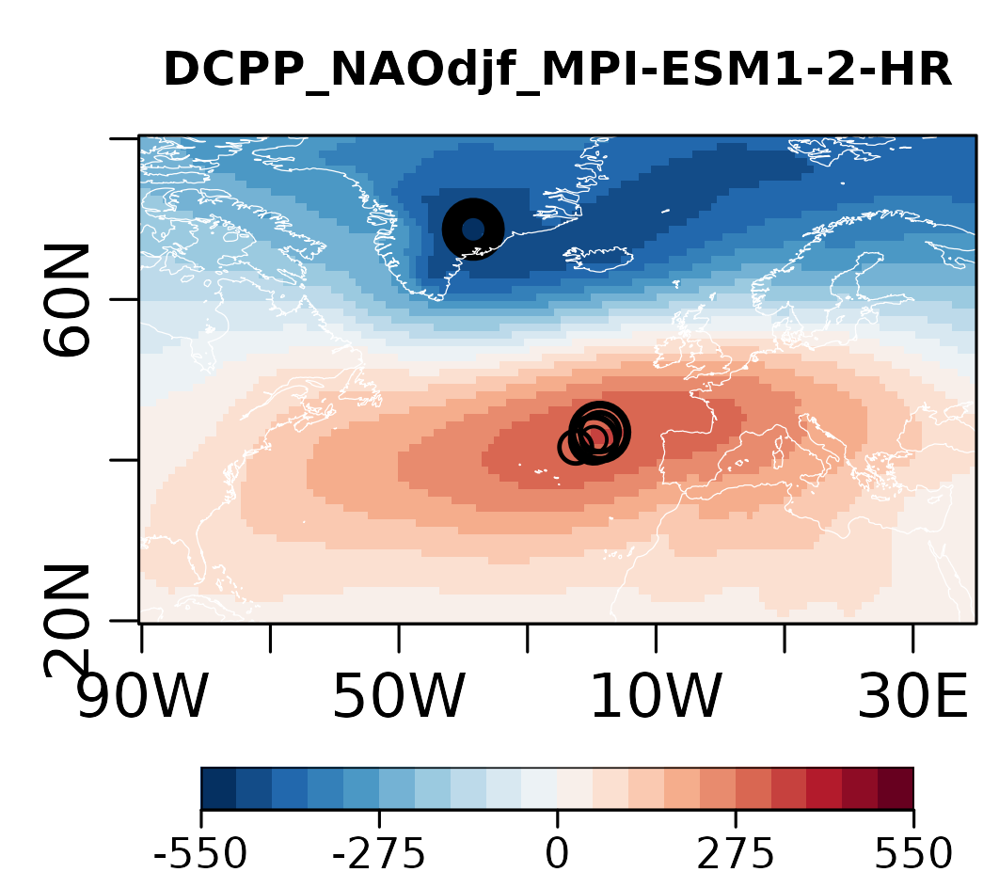 DCPP_NAOdjf_MPI-ESM1-2-HR
60N
20N
90W 50W 10W 30E
-550 -275 0 275 550